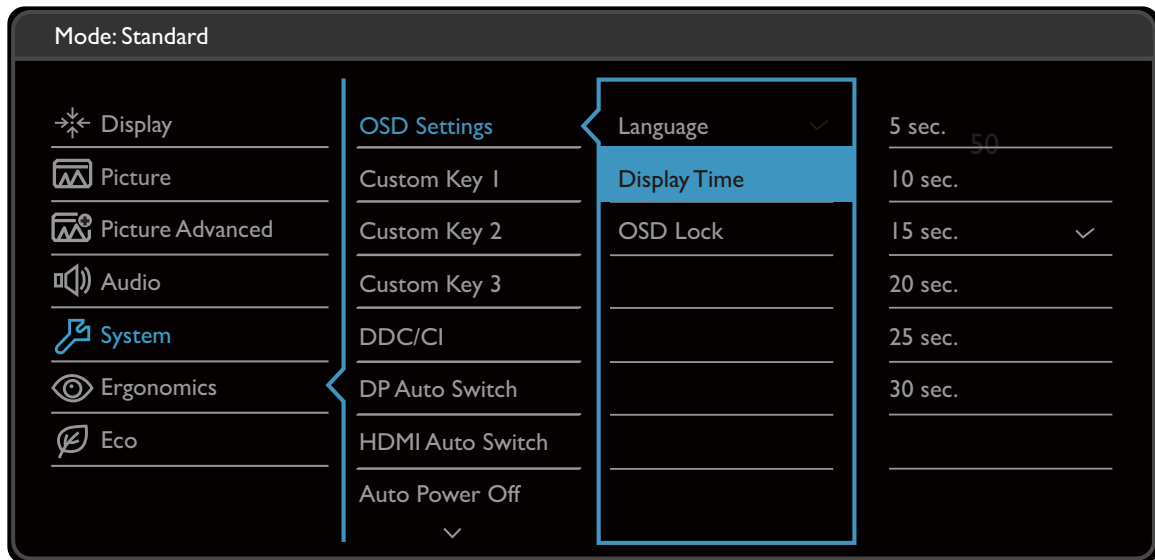 Mode: Standard
Display
Picture
Picture Advanced
Audio
System
Ergonomics
Eco
OSD Settings
Custom Key 1
Custom Key 2
Custom Key 3
DDC/CI
DP Auto Switch
HDMI Auto Switch
Auto Power Off
Language
Display Time
OSD Lock
5 sec.
50
10 sec.
15 sec.
20 sec.
25 sec.
30 sec.